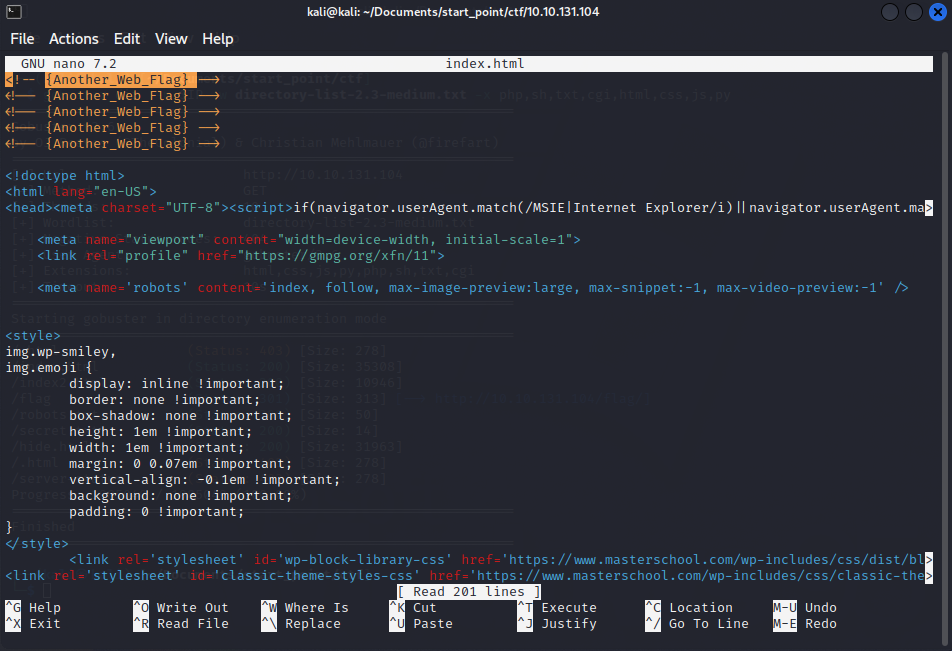 kali@kali: ~/Documents/start_point/ctf/10.10.131.104
File Actions Edit View Help
GNU nano 7.2 index.html
<!-- {Another_Web_Flag} -->
<!-- {Another_Web_Flag} -->
<!-- {Another_Web_Flag} -->
<!-- {Another_Web_Flag} -->
<!-- {Another_Web_Flag} -->
<!doctype html>
<html lang="en-US">
<head><meta charset="UTF-8"><script>if(navigator.userAgent.match(/MSIE|Internet Explorer/i)||navigator.userAgent.ma>
<meta name="viewport" content="width=device-width, initial-scale=1">
<link rel="profile" href="https://gmpg.org/xfn/11">
<meta name='robots' content='index, follow, max-image-preview:large, max-snippet:-1, max-video-preview:-1' />
<style>
img.wp-smiley,
img.emoji {
display: inline !important;
border: none !important;
box-shadow: none !important;
height: 1em !important;
width: 1em !important;
margin: 0 0.07em !important;
vertical-align: -0.1em !important;
background: none !important;
padding: 0 !important;
}
</style>
<link rel='stylesheet' id='wp-block-library-css' href='https://www.masterschool.com/wp-includes/css/dist/bl>
<link rel='stylesheet' id='classic-theme-styles-css' href='https://www.masterschool.com/wp-includes/css/classic-the>
[ Read 201 lines ]
^G Help ^O Write Out ^W Where Is ^K Cut ^T Execute ^C Location M-U Undo
^X Exit ^R Read File ^\ Replace ^U Paste ^J Justify ^/ Go To Line M-E Redo